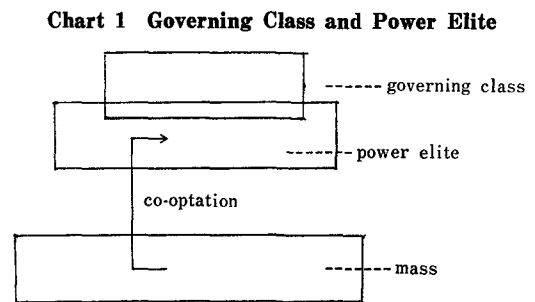 Chart 1 Governing Class and Power Elite
governing class
power elite
co-optation
mass